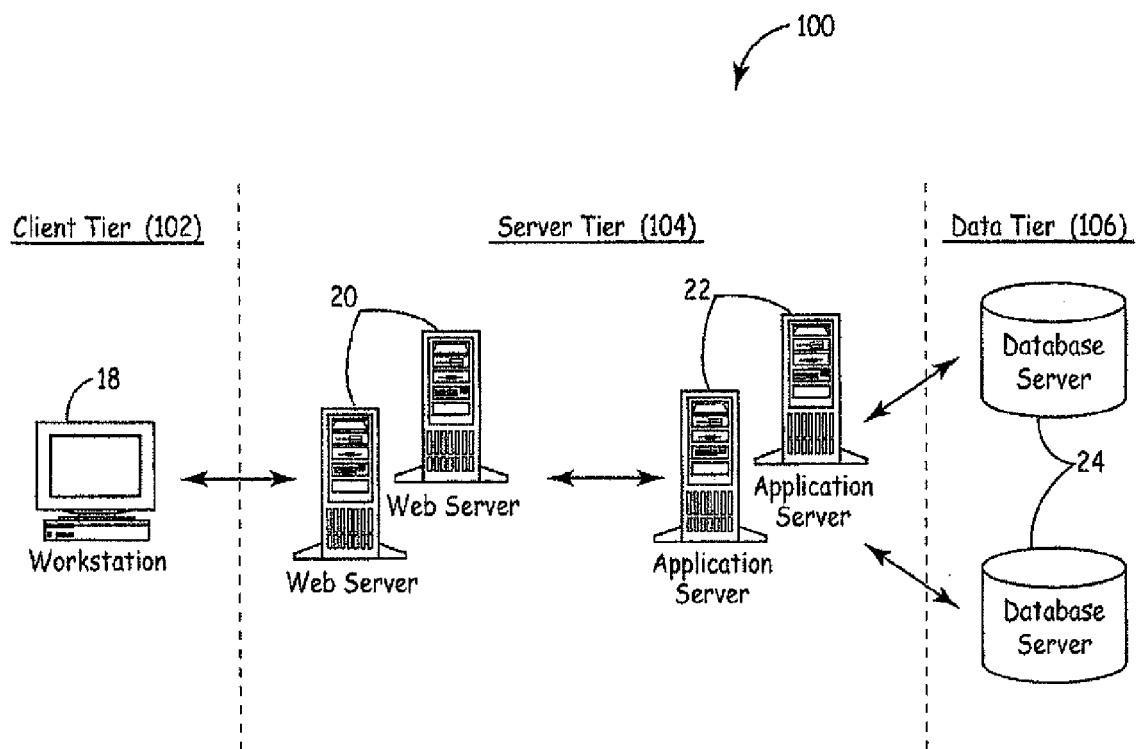 100
Client Tier (102)
Server Tier (104)
Data Tier (106)
18
Workstation
20
Web Server
Web Server
22
Application
Server
Application
Server
Database
Server
24
Database
Server